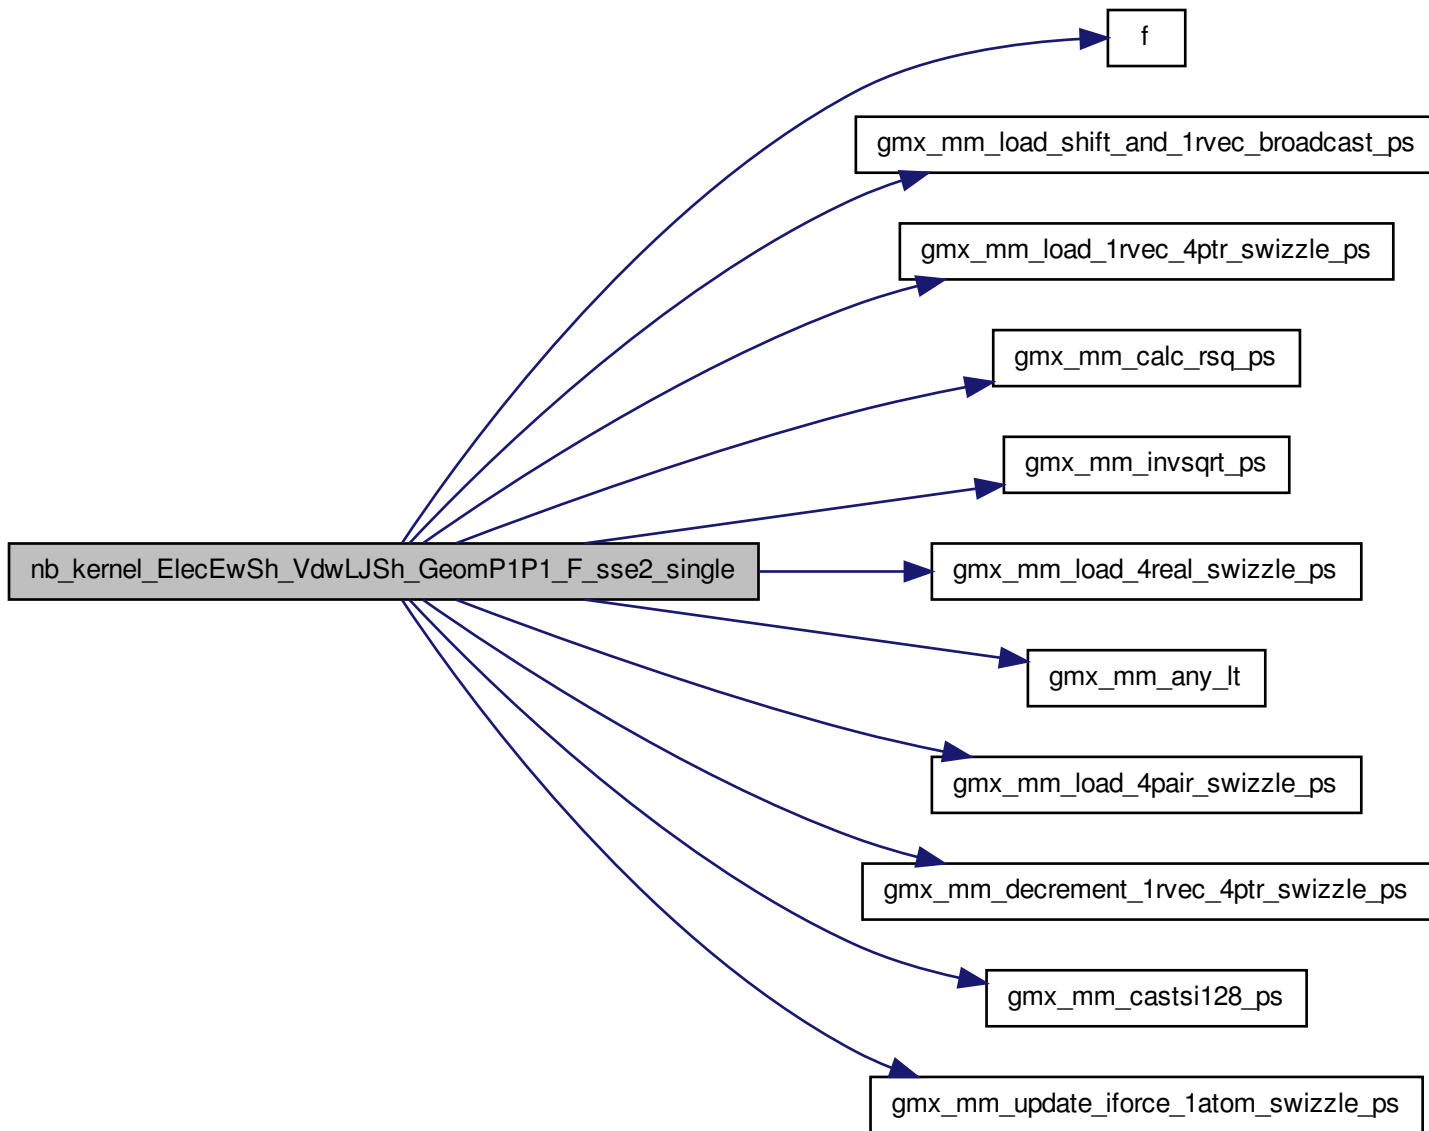 f
gmx_mm_load_shift_and_1rvec_broadcast_ps
gmx_mm_load_1rvec_4ptr_swizzle_ps
gmx_mm_calc_rsq_ps
gmx_mm_invsqrt_ps
nb_kernel_ElecEwSh_VdwLJSh_GeomP1P1_F_sse2_single
gmx_mm_load_4real_swizzle_ps
gmx_mm_any_lt
gmx_mm_load_4pair_swizzle_ps
gmx_mm_decrement_1rvec_4ptr_swizzle_ps
gmx_mm_castsi128_ps
gmx_mm_update_iforce_1atom_swizzle_ps